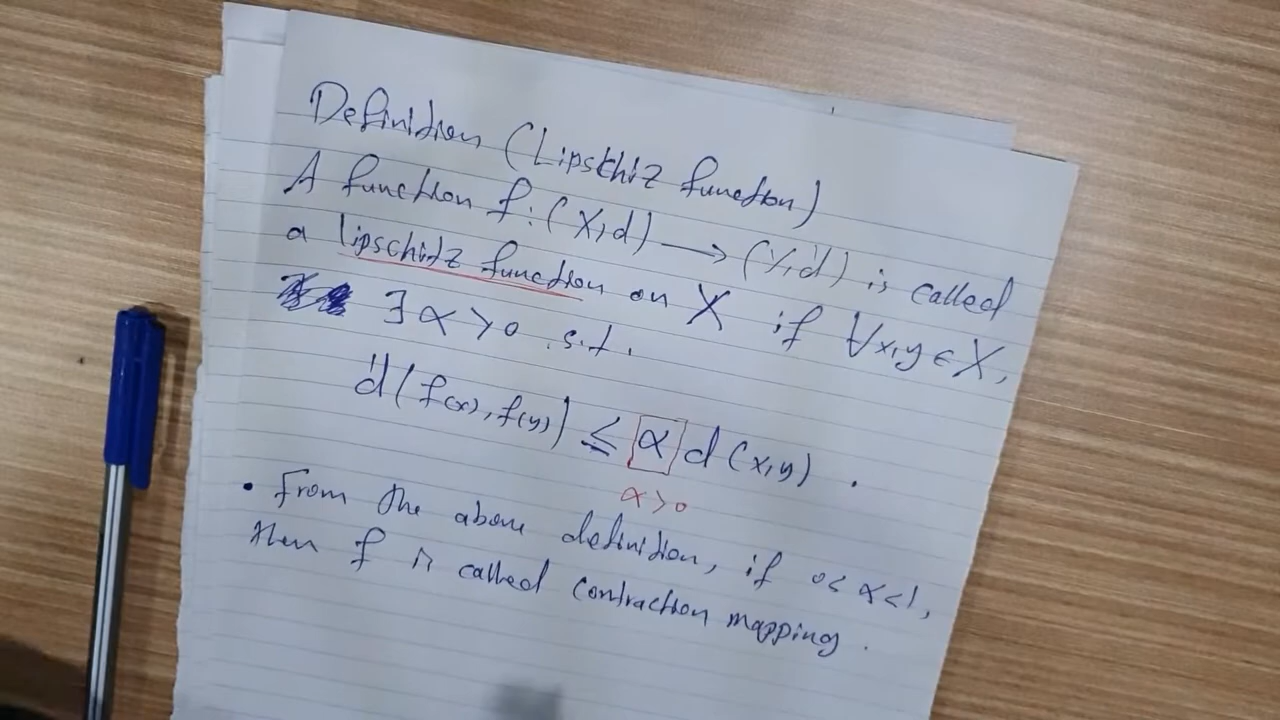 Definition (Lipsthiz function)
A function f: (X,d) → (Y,d') is called
a lipschitz function on X if ∀x,y ∈ X,
∃ α > 0 s.t.
d'(f(x), f(y)) ≤ α d(x,y).
α > 0
• From the above definition, if 0 < α < 1,
then f is called contraction mapping.